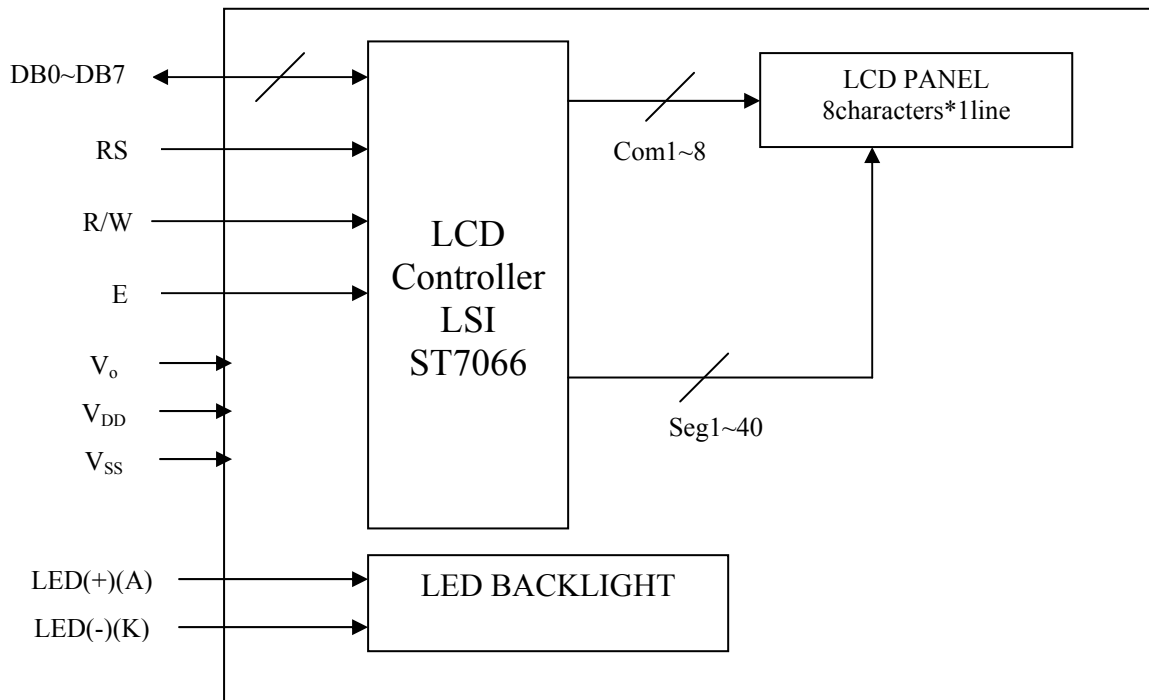 DB0~DB7
RS
R/W
E
Vo
VDD
VSS
LED(+)(A)
LED(-)(K)
LCD
Controller
LSI
ST7066
Com1~8
Seg1~40
LCD PANEL
8characters*1line
LED BACKLIGHT